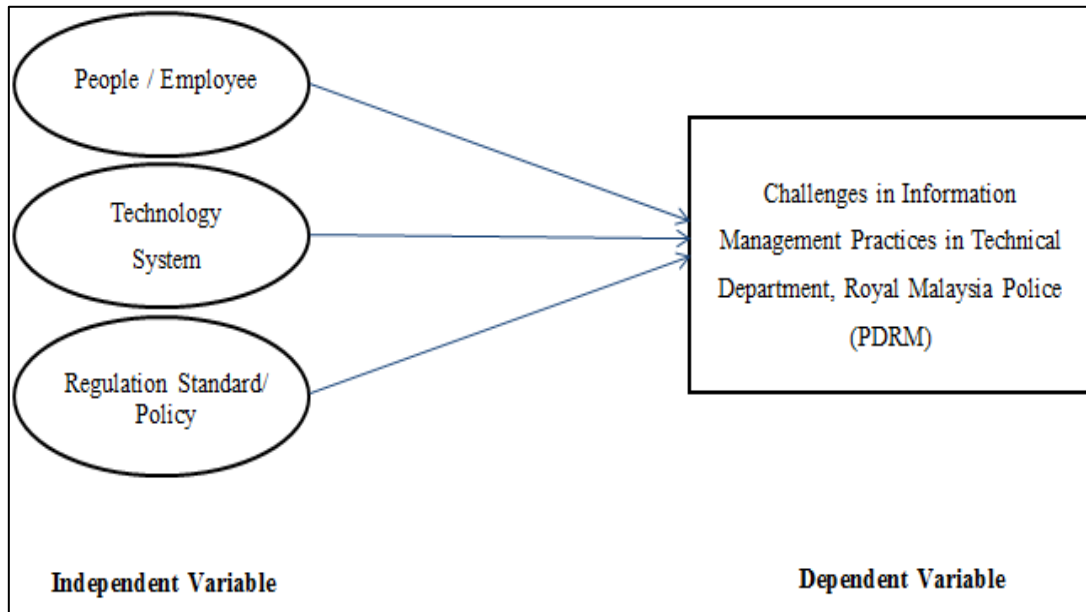 People / Employee
Technology
System
Regulation Standard/
Policy
Challenges in Information
Management Practices in Technical
Department, Royal Malaysia Police
(PDRM)
Independent Variable
Dependent Variable